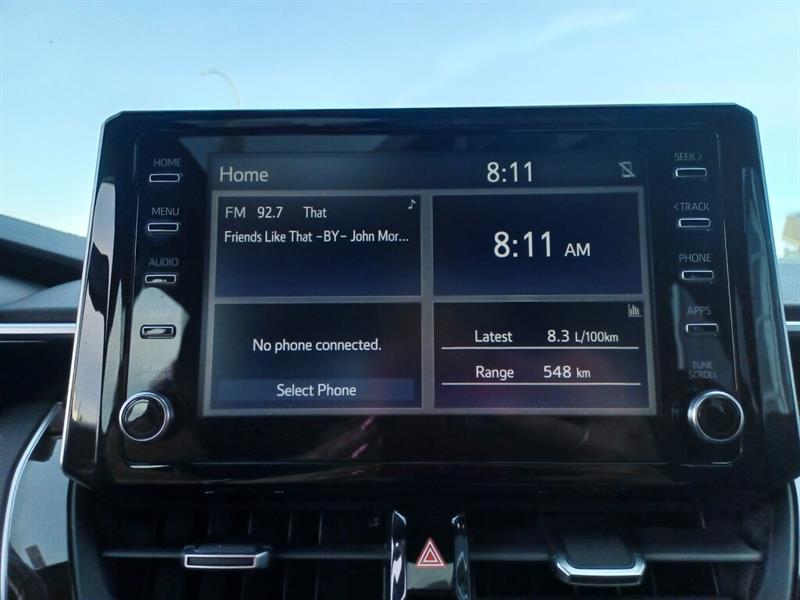 HOME
MENU
AUDIO
MAP
POWER
VOLUME
Home 8:11
FM 92.7 That
Friends Like That –BY– John Mor...
8:11 AM
No phone connected.
Select Phone
Latest 8.3 L/100km
Range 548 km
SEEK>
<TRACK
PHONE
APPS
TUNE
SCROLL